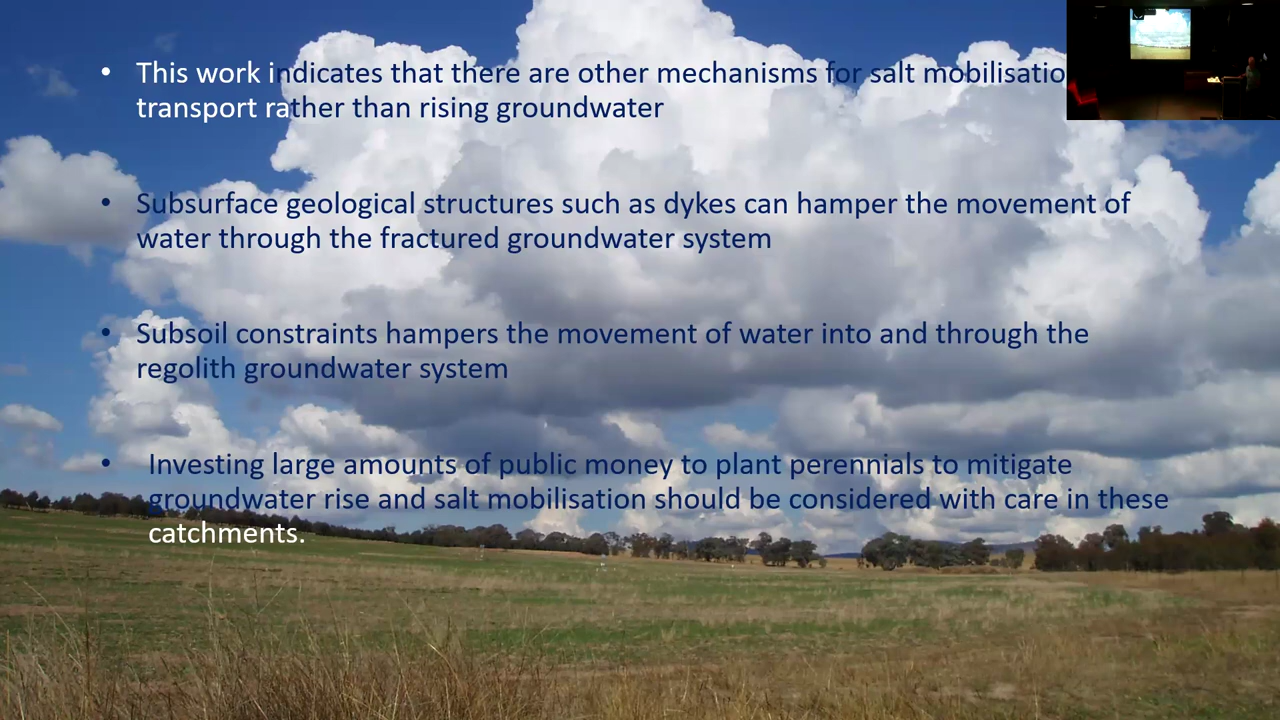 • This work indicates that there are other mechanisms for salt mobilisatio
transport rather than rising groundwater
• Subsurface geological structures such as dykes can hamper the movement of
water through the fractured groundwater system
• Subsoil constraints hampers the movement of water into and through the
regolith groundwater system
• Investing large amounts of public money to plant perennials to mitigate
groundwater rise and salt mobilisation should be considered with care in these
catchments.